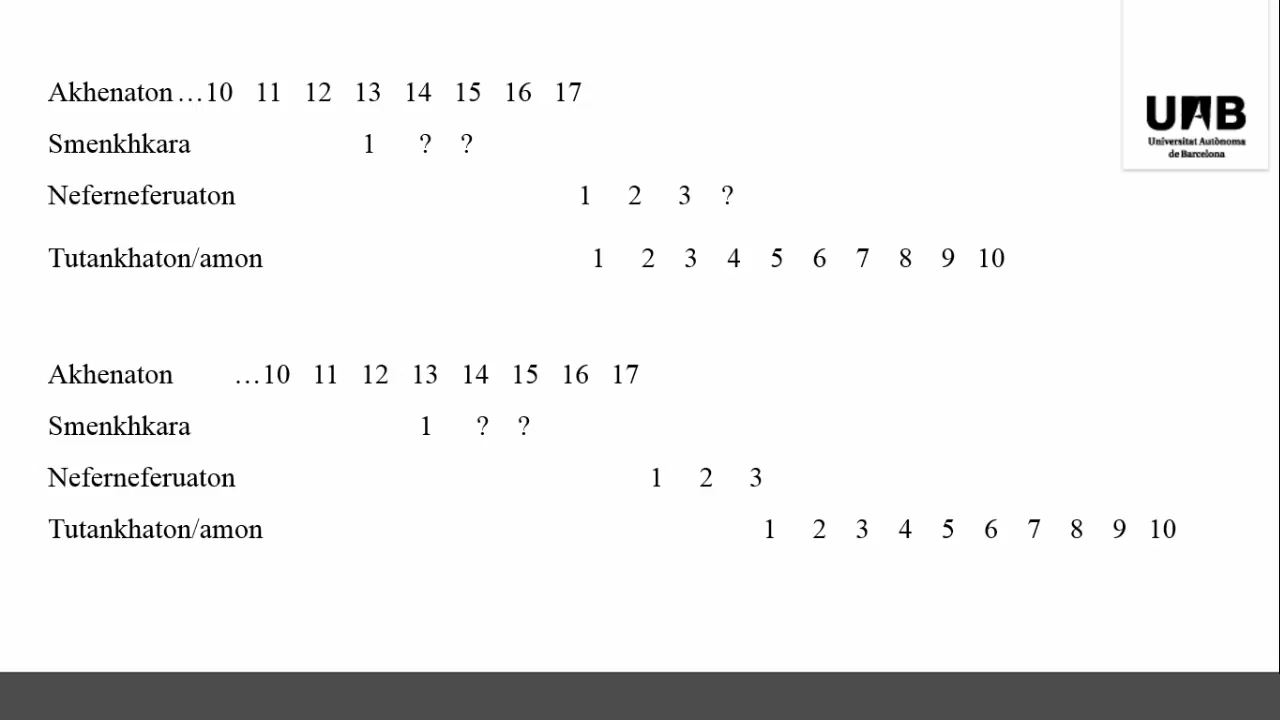 Akhenaton …10 11 12 13 14 15 16 17
Smenkhkara 1 ? ?
Neferneferuaton 1 2 3 ?
Tutankhaton/amon 1 2 3 4 5 6 7 8 9 10
Akhenaton …10 11 12 13 14 15 16 17
Smenkhkara 1 ? ?
Neferneferuaton 1 2 3
Tutankhaton/amon 1 2 3 4 5 6 7 8 9 10
UAB
Universitat Autònoma
de Barcelona